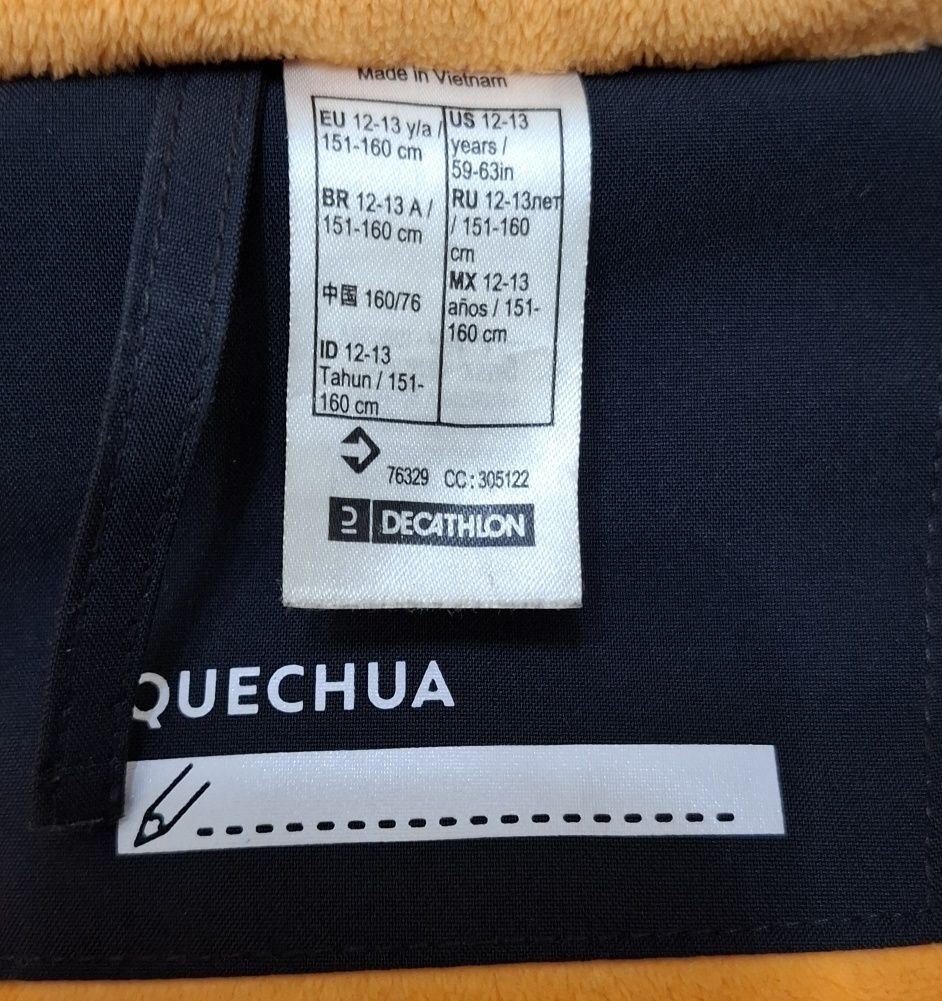 Made in Vietnam
EU 12-13 y/a /
151-160 cm
BR 12-13 A /
151-160 cm
中国 160/76
ID 12-13
Tahun / 151-
160 cm
US 12-13
years /
59-63in
RU 12-13лет
/ 151-160
cm
MX 12-13
años / 151-
160 cm
76329 CC : 305122
DECATHLON
QUECHUA